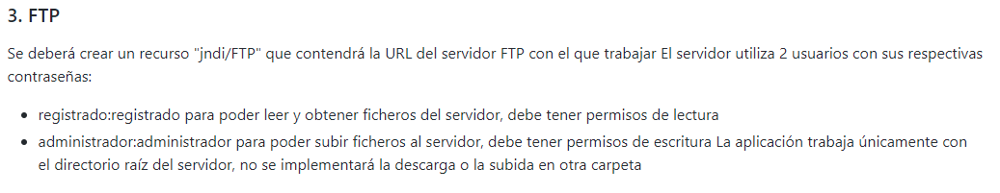 3. FTP
Se deberá crear un recurso "jndi/FTP" que contendrá la URL del servidor FTP con el que trabajar El servidor utiliza 2 usuarios con sus respectivas
contraseñas:
• registrado:registrado para poder leer y obtener ficheros del servidor, debe tener permisos de lectura
• administrador:administrador para poder subir ficheros al servidor, debe tener permisos de escritura La aplicación trabaja únicamente con
el directorio raíz del servidor, no se implementará la descarga o la subida en otra carpeta